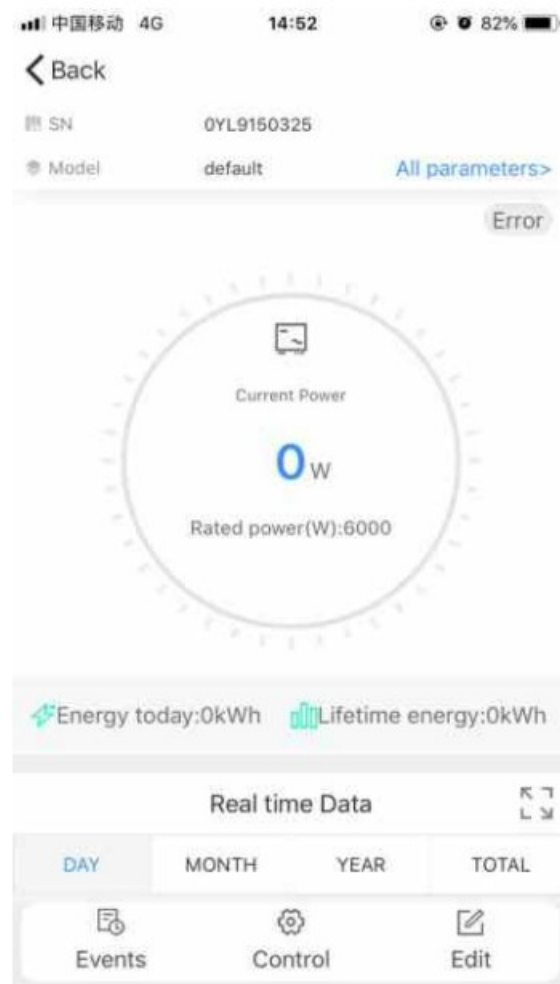 中国移动 4G 14:52 82%
Back
SN 0YL9150325
Model default All parameters>
Error
Current Power
0 W
Rated power(W):6000
Energy today:0kWh Lifetime energy:0kWh
Real time Data
DAY MONTH YEAR TOTAL
Events Control Edit